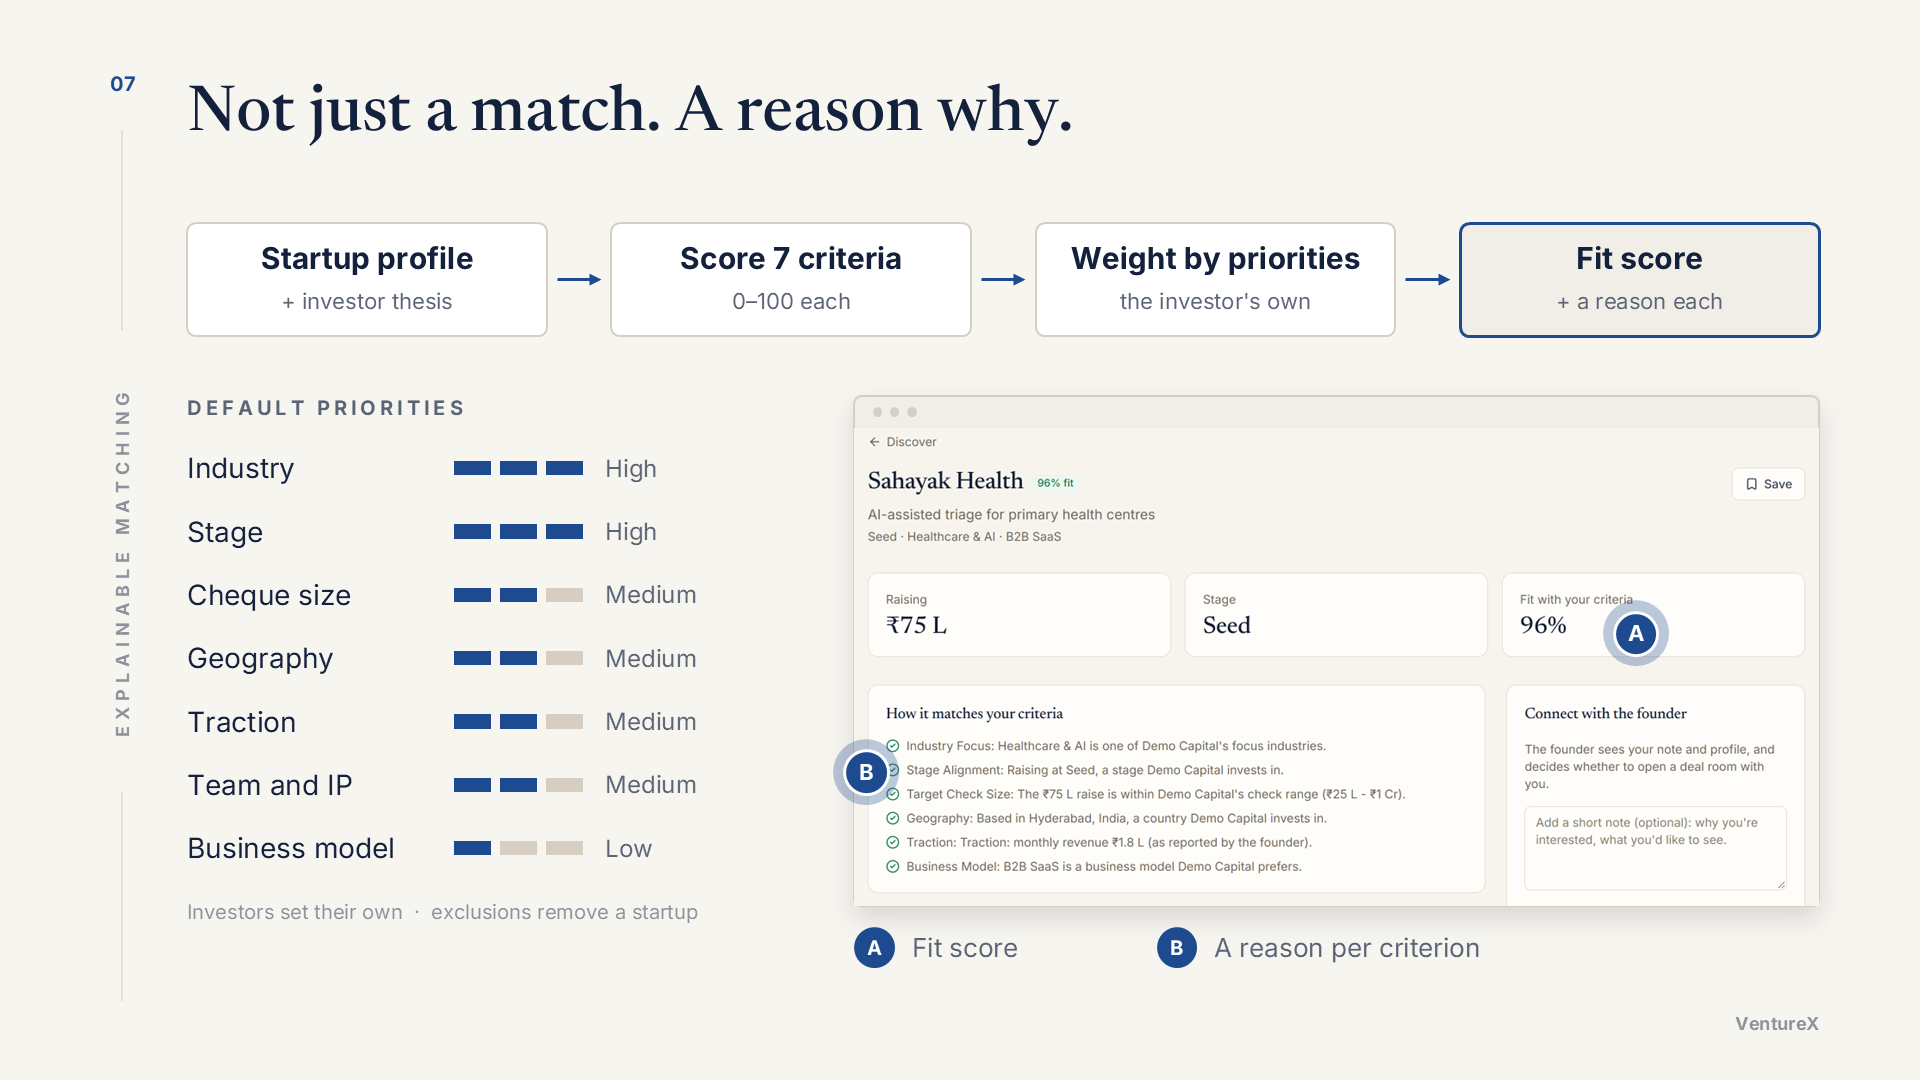 07
Not just a match. A reason why.
Startup profile
+ investor thesis
Score 7 criteria
0–100 each
Weight by priorities
the investor's own
Fit score
+ a reason each
EXPLAINABLE MATCHING
DEFAULT PRIORITIES
Industry High
Stage High
Cheque size Medium
Geography Medium
Traction Medium
Team and IP Medium
Business model Low
Investors set their own · exclusions remove a startup
← Discover
Sahayak Health 96% fit
Save
AI-assisted triage for primary health centres
Seed · Healthcare & AI · B2B SaaS
Raising
₹75 L
Stage
Seed
Fit with your criteria
96%
A
How it matches your criteria
Industry Focus: Healthcare & AI is one of Demo Capital's focus industries.
Stage Alignment: Raising at Seed, a stage Demo Capital invests in.
Target Check Size: The ₹75 L raise is within Demo Capital's check range (₹25 L - ₹1 Cr).
Geography: Based in Hyderabad, India, a country Demo Capital invests in.
Traction: Traction: monthly revenue ₹1.8 L (as reported by the founder).
Business Model: B2B SaaS is a business model Demo Capital prefers.
B
Connect with the founder
The founder sees your note and profile, and
decides whether to open a deal room with
you.
Add a short note (optional): why you're
interested, what you'd like to see.
A Fit score
B A reason per criterion
VentureX